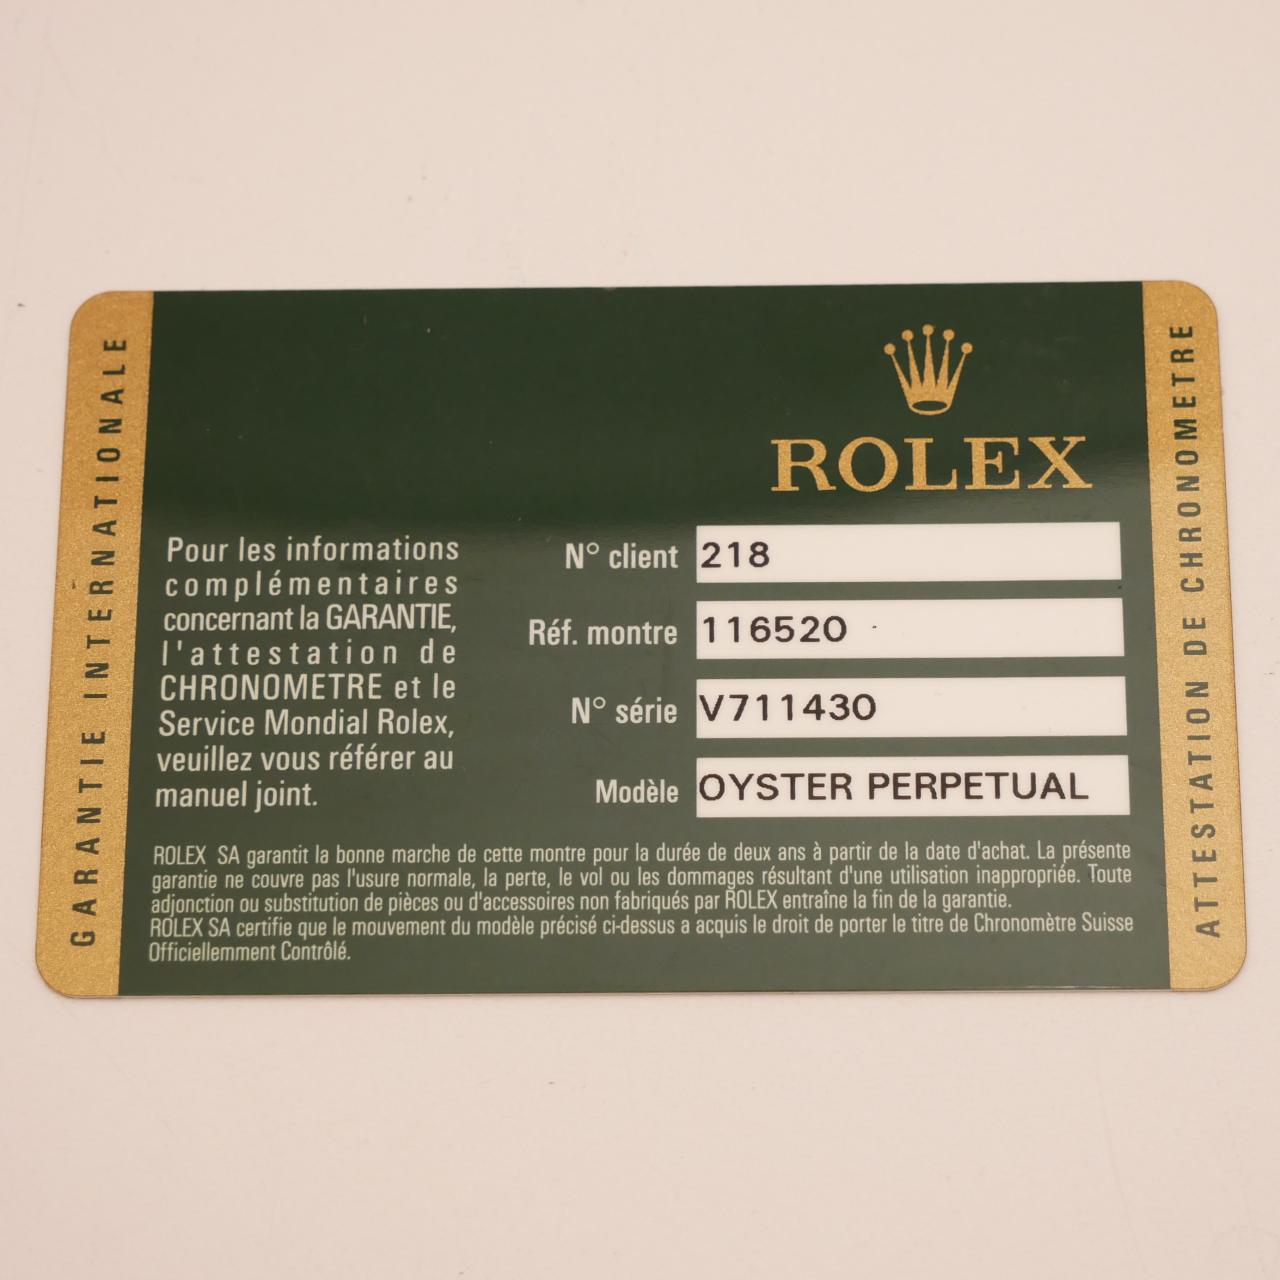 GARANTIE INTERNATIONALE
ROLEX
Pour les informations
complémentaires
concernant la GARANTIE,
l'attestation de
CHRONOMETRE et le
Service Mondial Rolex,
veuillez vous référer au
manuel joint.
N° client 218
Réf. montre 116520
N° série V711430
Modèle OYSTER PERPETUAL
ROLEX SA garantit la bonne marche de cette montre pour la durée de deux ans à partir de la date d'achat. La présente
garantie ne couvre pas l'usure normale, la perte, le vol ou les dommages résultant d'une utilisation inappropriée. Toute
adjonction ou substitution de pièces ou d'accessoires non fabriqués par ROLEX entraîne la fin de la garantie.
ROLEX SA certifie que le mouvement du modèle précisé ci-dessus a acquis le droit de porter le titre de Chronomètre Suisse
Officiellemment Contrôlé.
ATTESTATION DE CHRONOMETRE